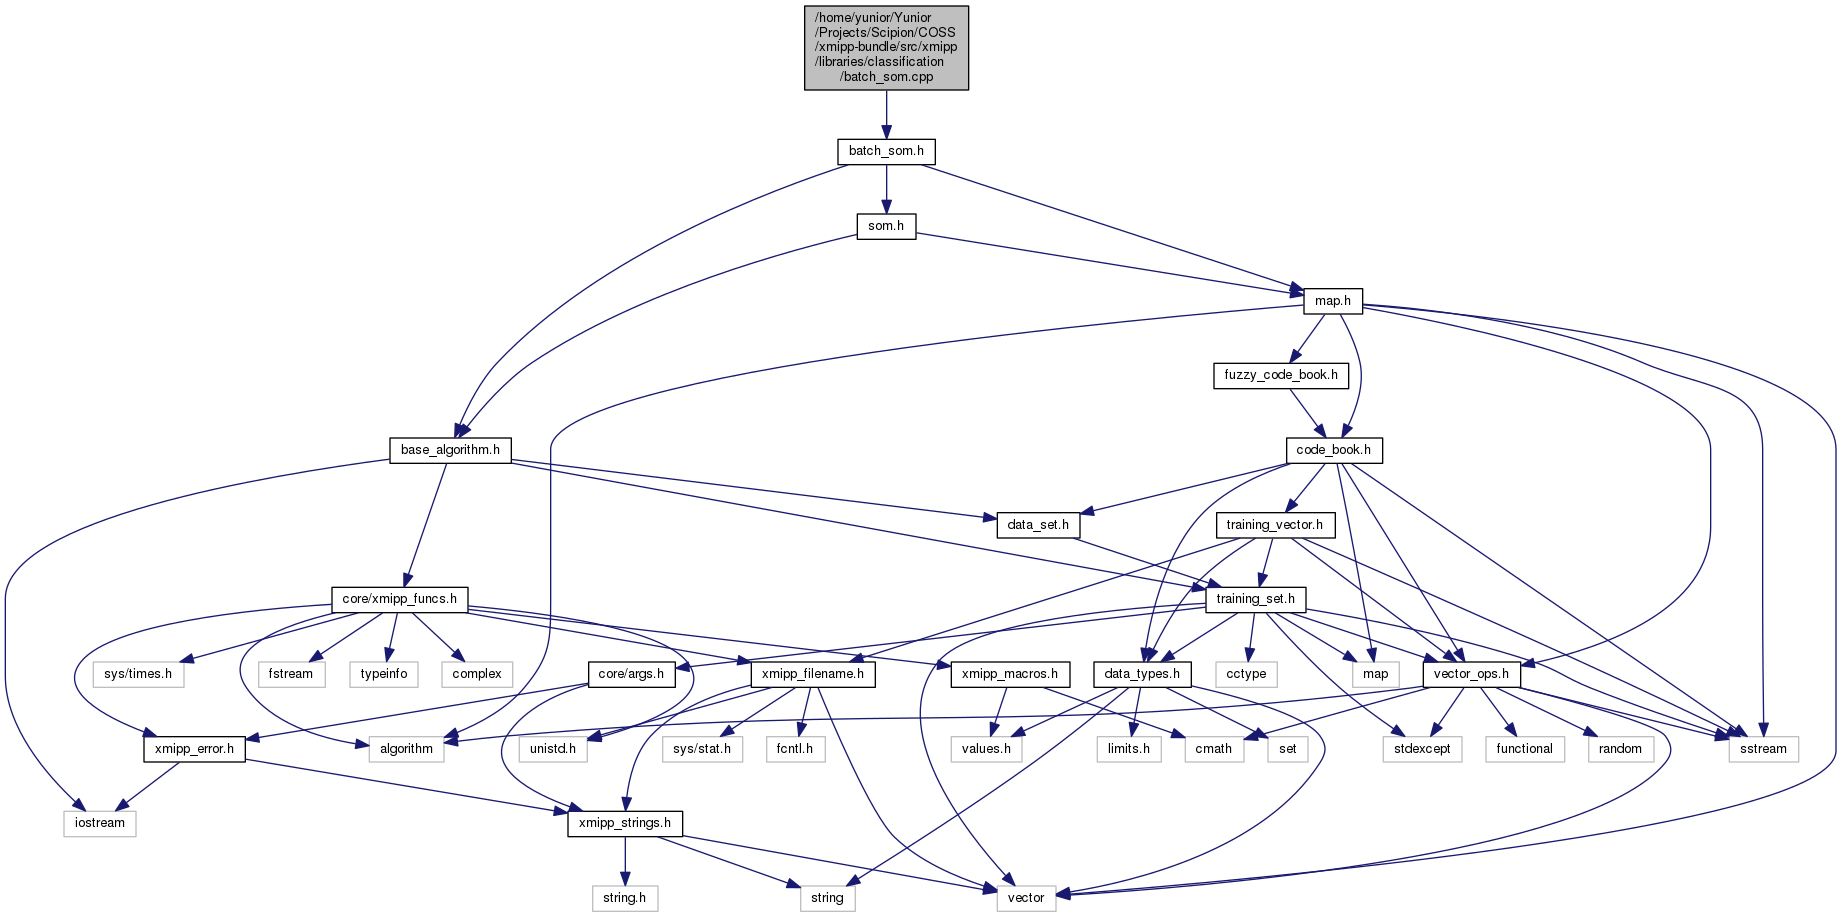 /home/yunior/Yunior
/Projects/Scipion/COSS
/xmipp-bundle/src/xmipp
/libraries/classification
/batch_som.cpp
batch_som.h
som.h
map.h
fuzzy_code_book.h
base_algorithm.h
code_book.h
data_set.h
training_vector.h
core/xmipp_funcs.h
training_set.h
sys/times.h
fstream
typeinfo
complex
core/args.h
xmipp_filename.h
xmipp_macros.h
data_types.h
cctype
map
vector_ops.h
xmipp_error.h
algorithm
unistd.h
sys/stat.h
fcntl.h
values.h
limits.h
cmath
set
stdexcept
functional
random
sstream
iostream
xmipp_strings.h
string.h
string
vector